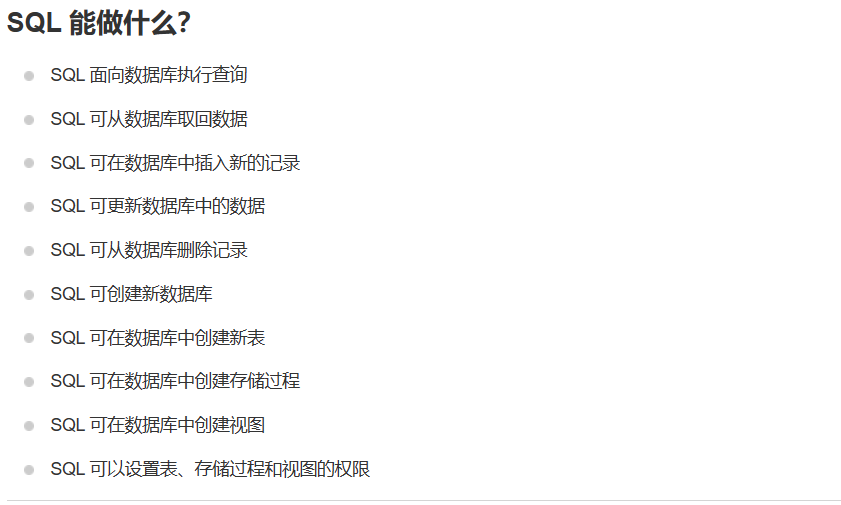 SQL 能做什么？
SQL 面向数据库执行查询
SQL 可从数据库取回数据
SQL 可在数据库中插入新的记录
SQL 可更新数据库中的数据
SQL 可从数据库删除记录
SQL 可创建新数据库
SQL 可在数据库中创建新表
SQL 可在数据库中创建存储过程
SQL 可在数据库中创建视图
SQL 可以设置表、存储过程和视图的权限